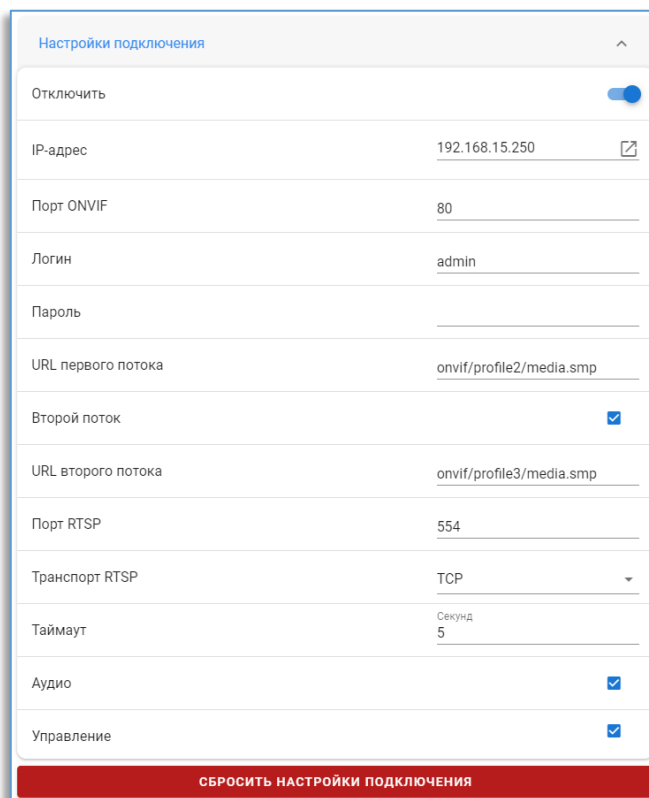 Настройки подключения
Отключить
IP-адрес 192.168.15.250
Порт ONVIF 80
Логин admin
Пароль
URL первого потока onvif/profile2/media.smp
Второй поток
URL второго потока onvif/profile3/media.smp
Порт RTSP 554
Транспорт RTSP TCP
Таймаут Секунд 5
Аудио
Управление
СБРОСИТЬ НАСТРОЙКИ ПОДКЛЮЧЕНИЯ